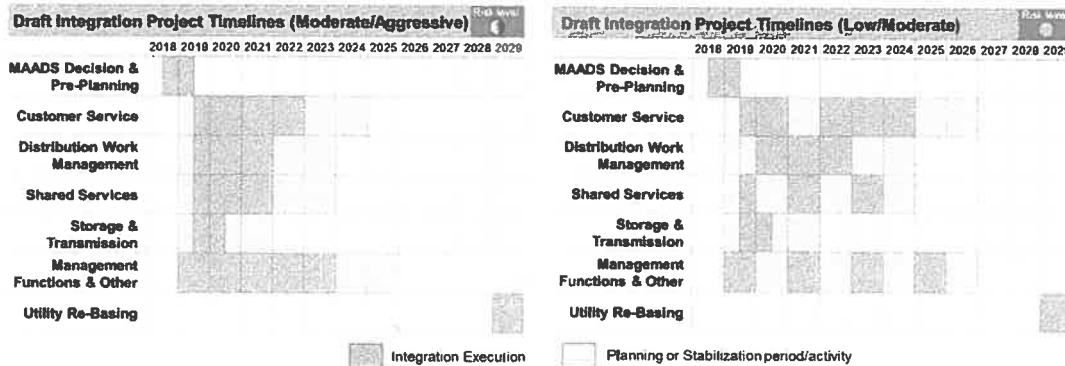 Draft Integration Project Timelines (Moderate/Aggressive)
Risk level
2018 2019 2020 2021 2022 2023 2024 2025 2026 2027 2028 2029
MAADS Decision &
Pre-Planning
Customer Service
Distribution Work
Management
Shared Services
Storage &
Transmission
Management
Functions & Other
Utility Re-Basing
Draft Integration Project Timelines (Low/Moderate)
Risk level
2018 2019 2020 2021 2022 2023 2024 2025 2026 2027 2028
MAADS Decision &
Pre-Planning
Customer Service
Distribution Work
Management
Shared Services
Storage &
Transmission
Management
Functions & Other
Utility Re-Basing
Integration Execution
Planning or Stabilization period/activity